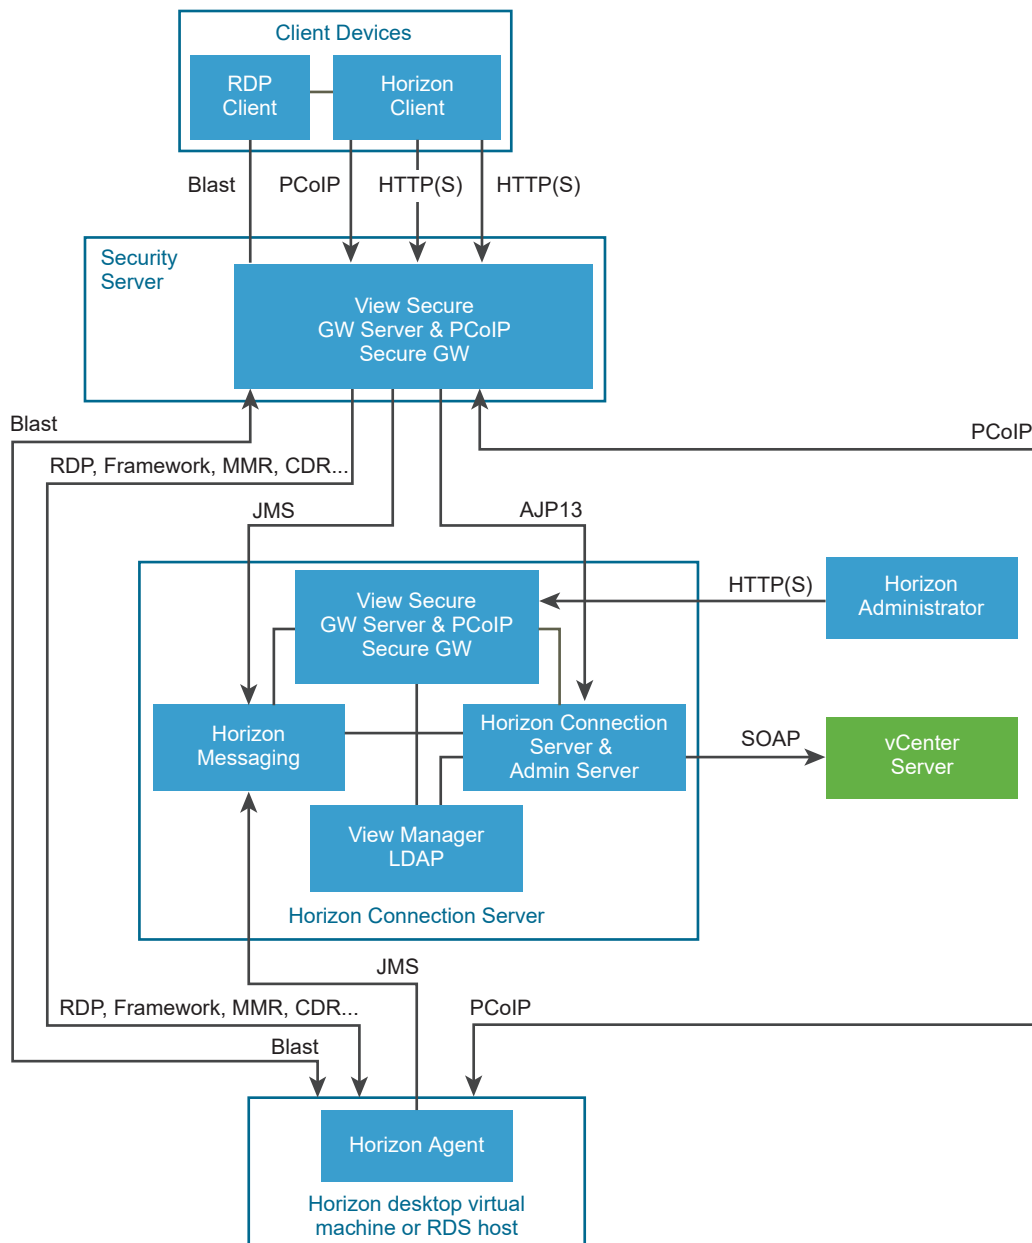 Client Devices
RDP
Client
Horizon
Client
Blast
PCoIP
HTTP(S)
HTTP(S)
Security
Server
View Secure
GW Server & PCoIP
Secure GW
Blast
PCoIP
RDP, Framework, MMR, CDR...
JMS
AJP13
View Secure
GW Server & PCoIP
Secure GW
HTTP(S)
Horizon
Administrator
Horizon
Messaging
Horizon Connection
Server &
Admin Server
SOAP
vCenter
Server
View Manager
LDAP
Horizon Connection Server
JMS
RDP, Framework, MMR, CDR...
PCoIP
Blast
Horizon Agent
Horizon desktop virtual
machine or RDS host